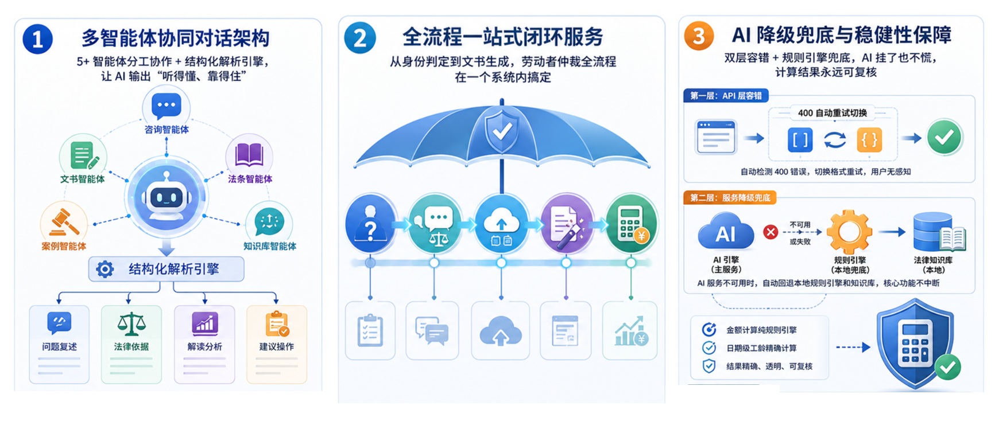 1
多智能体协同对话架构
5+ 智能体分工协作 + 结构化解析引擎，
让 AI 输出“听得懂、靠得住”
咨询智能体
文书智能体
法条智能体
案例智能体
知识库智能体
结构化解析引擎
问题复述
法律依据
解读分析
建议操作
2
全流程一站式闭环服务
从身份判定到文书生成，劳动者仲裁全流程
在一个系统内搞定
?
¥
¥
3
AI 降级兜底与稳健性保障
双层容错 + 规则引擎兜底，AI 挂了也不慌，
计算结果永远可复核
第一层：API 层容错
400 自动重试切换
[ ]
{ }
自动检测 400 错误，切换格式重试，用户无感知
第二层：服务降级兜底
AI
不可用
或失败
AI 引擎
（主服务）
规则引擎
（本地兜底）
法律知识库
（本地）
AI 服务不可用时，自动回退本地规则引擎和知识库，核心功能不中断
金额计算纯规则引擎
日期级工龄精确计算
结果精确、透明、可复核